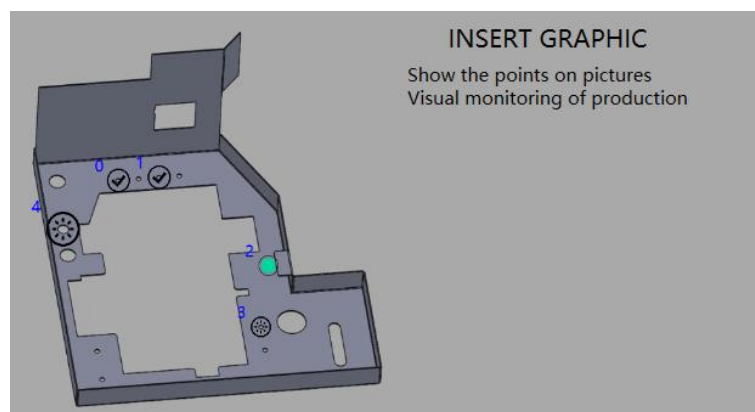 INSERT GRAPHIC
Show the points on pictures
Visual monitoring of production
0
1
4
2
3